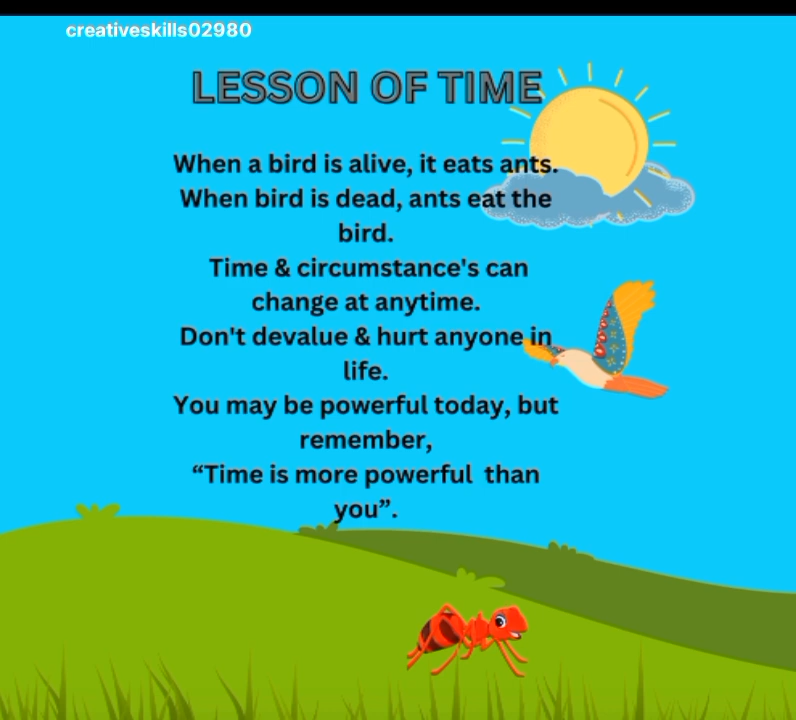 creativeskills02980
LESSON OF TIME
When a bird is alive, it eats ants.
When bird is dead, ants eat the
bird.
Time & circumstance's can
change at anytime.
Don't devalue & hurt anyone in
life.
You may be powerful today, but
remember,
“Time is more powerful  than
you”.